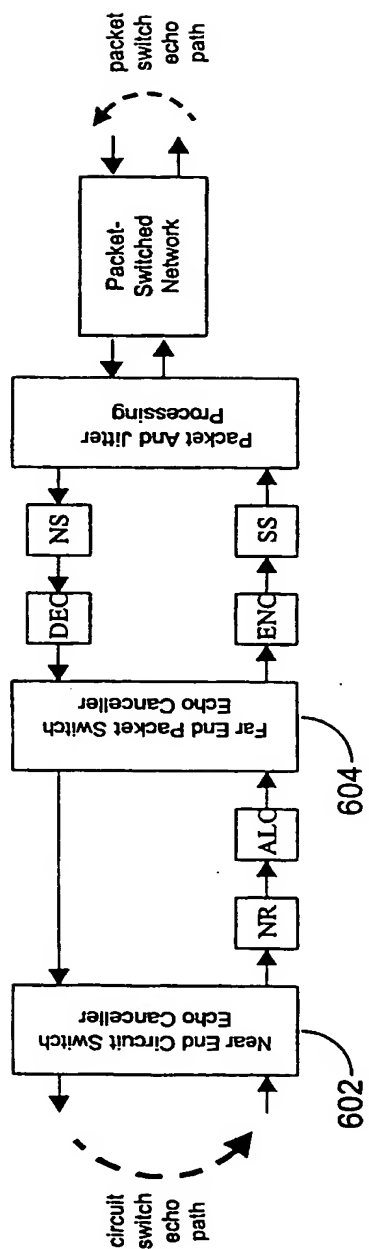 circuit
switch
echo
path
602
Near End Circuit Switch
Echo Canceller
NR
ALC
604
Far End Packet Switch
Echo Canceller
DEC
NS
ENC
SS
Packet And Jitter
Processing
Packet-
Switched
Network
packet
switch
echo
path